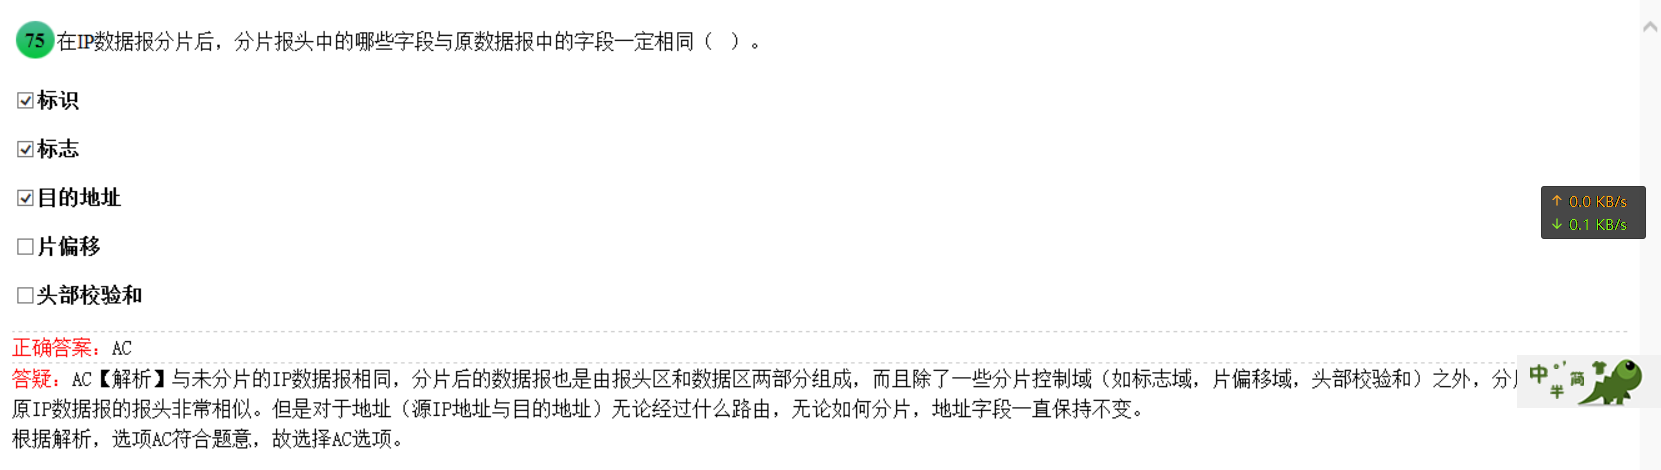 75 在IP数据报分片后，分片报头中的哪些字段与原数据报中的字段一定相同（ ）。
标识
标志
目的地址
片偏移
头部校验和
↑ 0.0 KB/s
↓ 0.1 KB/s
正确答案：AC
答疑：AC【解析】与未分片的IP数据报相同，分片后的数据报也是由报头区和数据区两部分组成，而且除了一些分片控制域（如标志域，片偏移域，头部校验和）之外，分
原IP数据报的报头非常相似。但是对于地址（源IP地址与目的地址）无论经过什么路由，无论如何分片，地址字段一直保持不变。
根据解析，选项AC符合题意，故选择AC选项。
中 °, 简
半